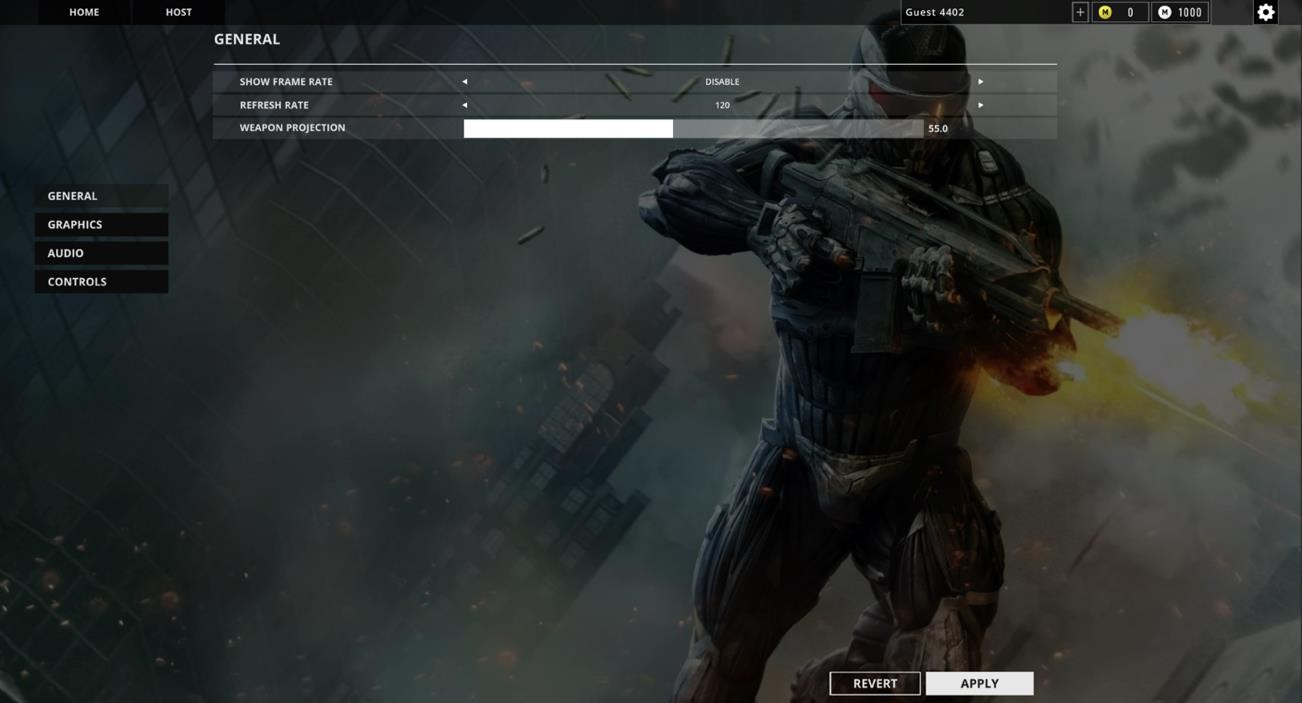 HOME HOST Guest 4402 + M 0 M 1000
GENERAL
SHOW FRAME RATE DISABLE
REFRESH RATE 120
WEAPON PROJECTION 55.0
GENERAL
GRAPHICS
AUDIO
CONTROLS
REVERT APPLY